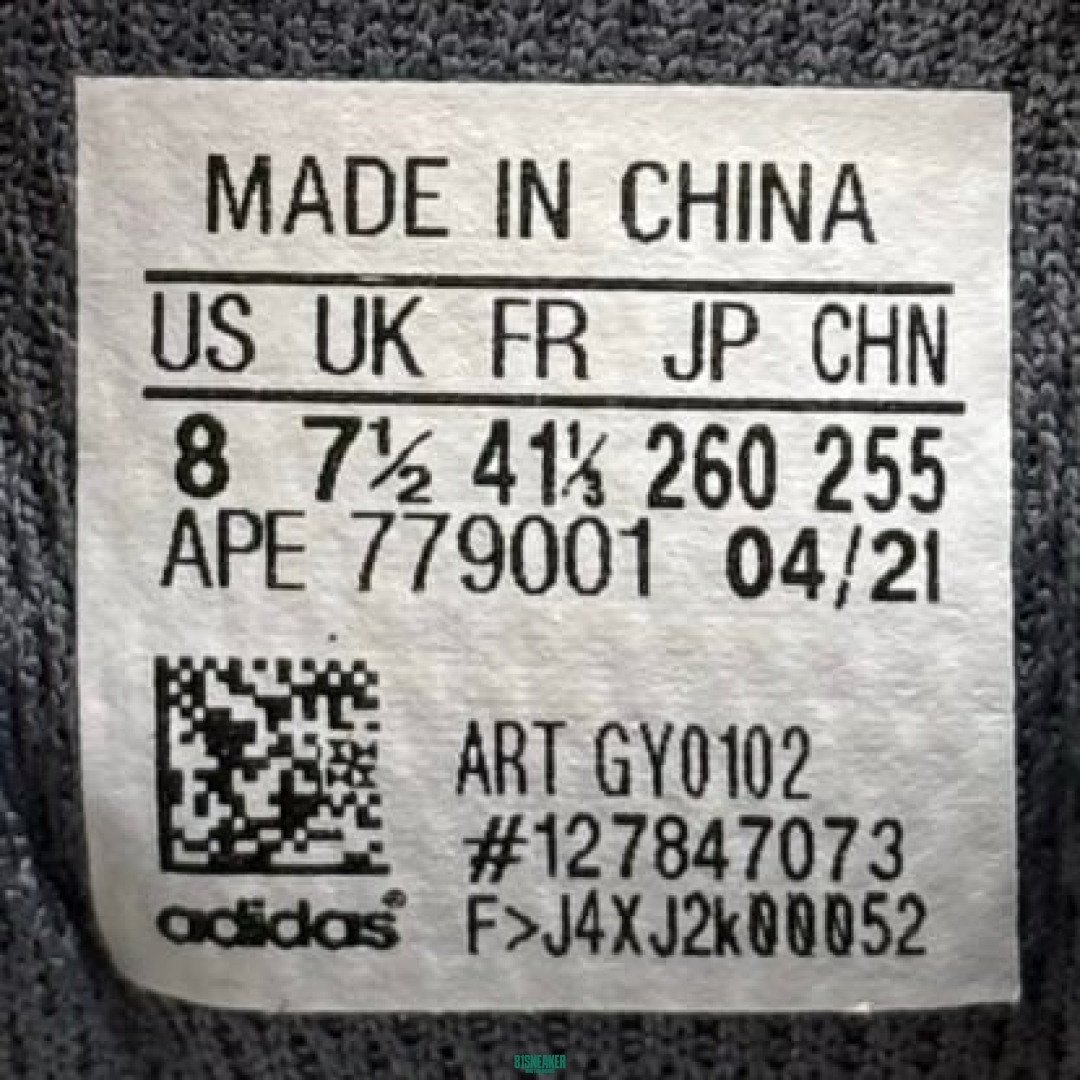 MADE IN CHINA
US UK FR JP CHN
8 7½ 41⅓ 260 255
APE 779001 04/21
ART GY0102
#127847073
adidas®
F>J4XJ2k00052
81SNEAKER